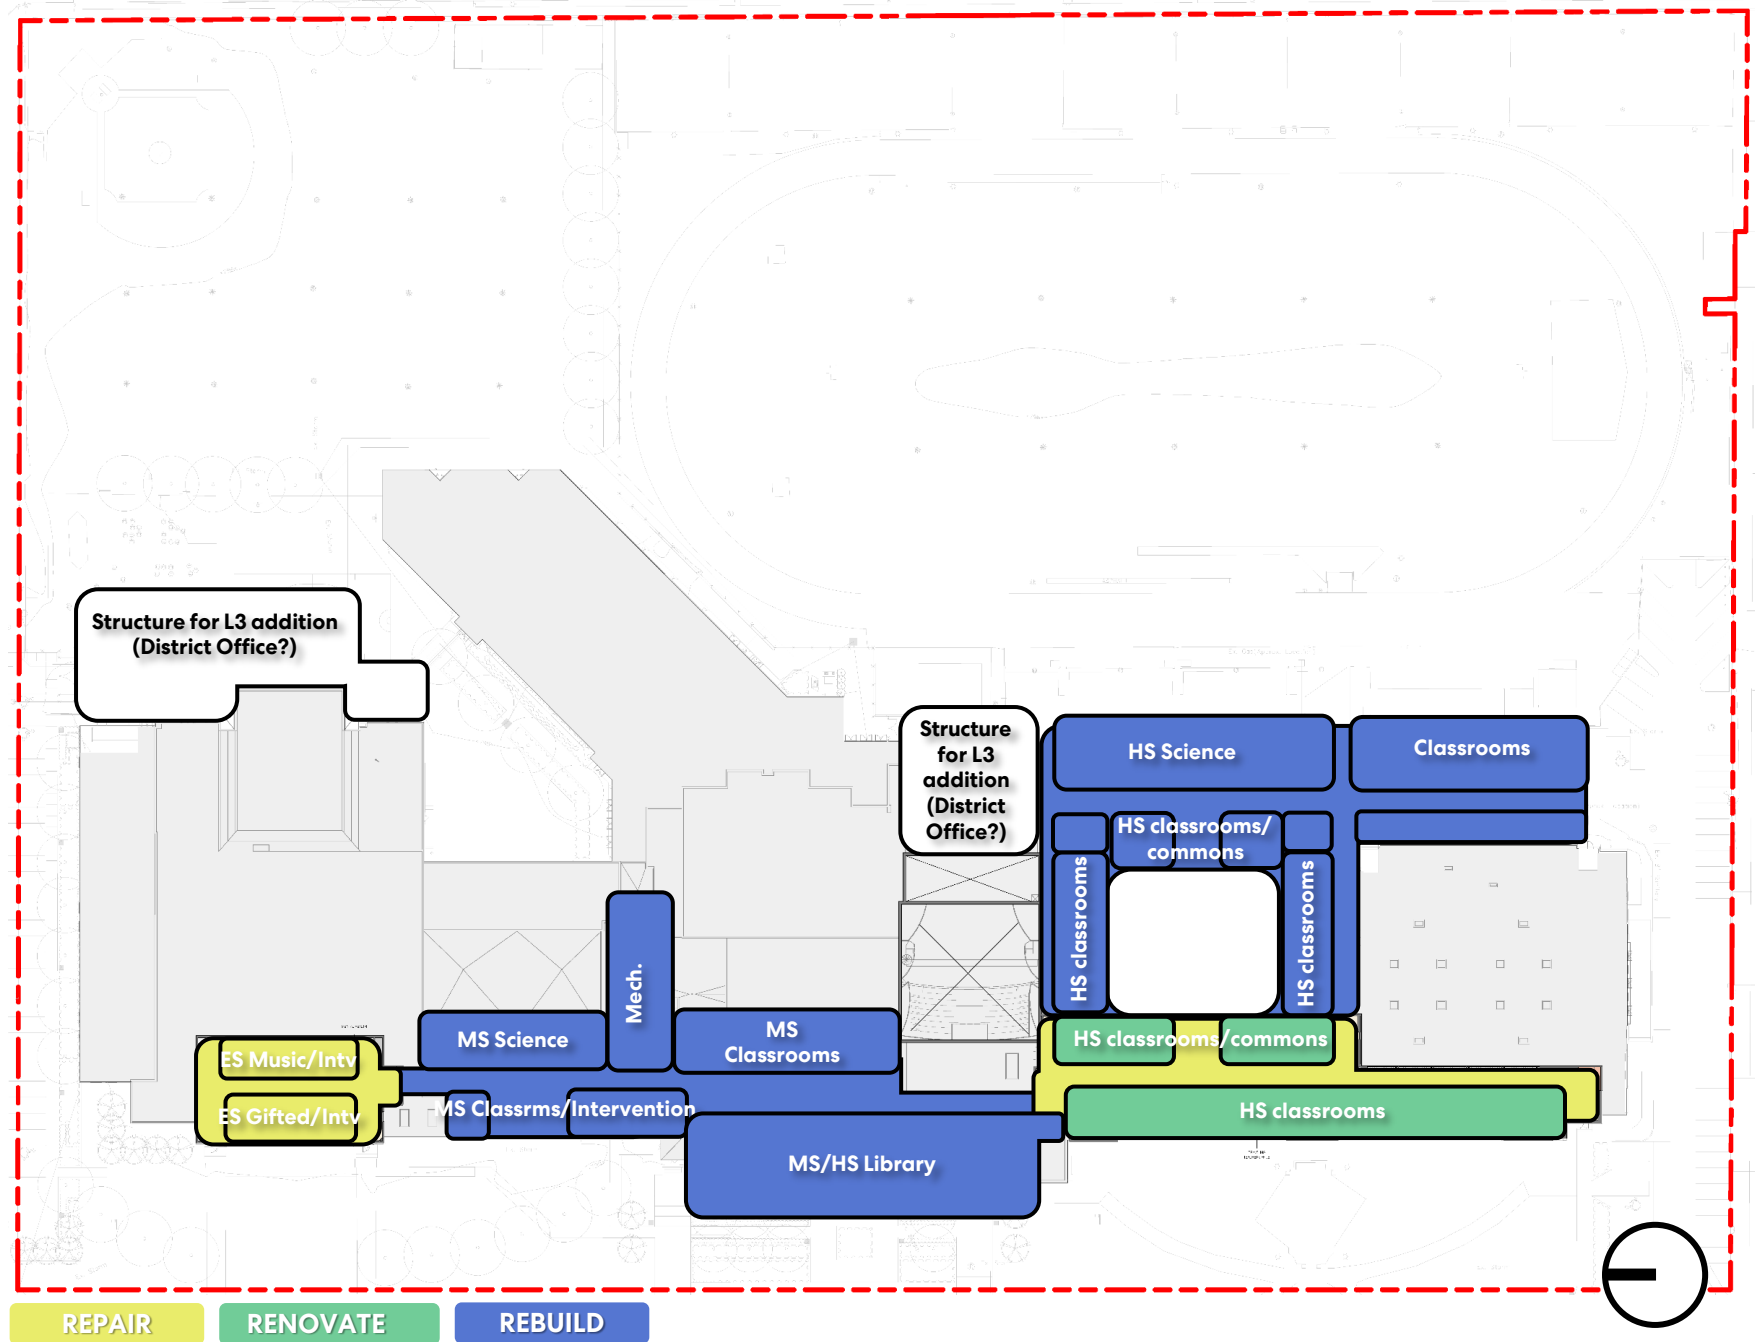 Structure for L3 addition
(District Office?)
Structure
for L3
addition
(District
Office?)
HS Science
Classrooms
HS classrooms/
commons
HS classrooms
HS classrooms
Mech.
MS Science
MS
Classrooms
HS classrooms/commons
ES Music/Intv
ES Gifted/Intv
MS Classrms/Intervention
HS classrooms
MS/HS Library
REPAIR
RENOVATE
REBUILD